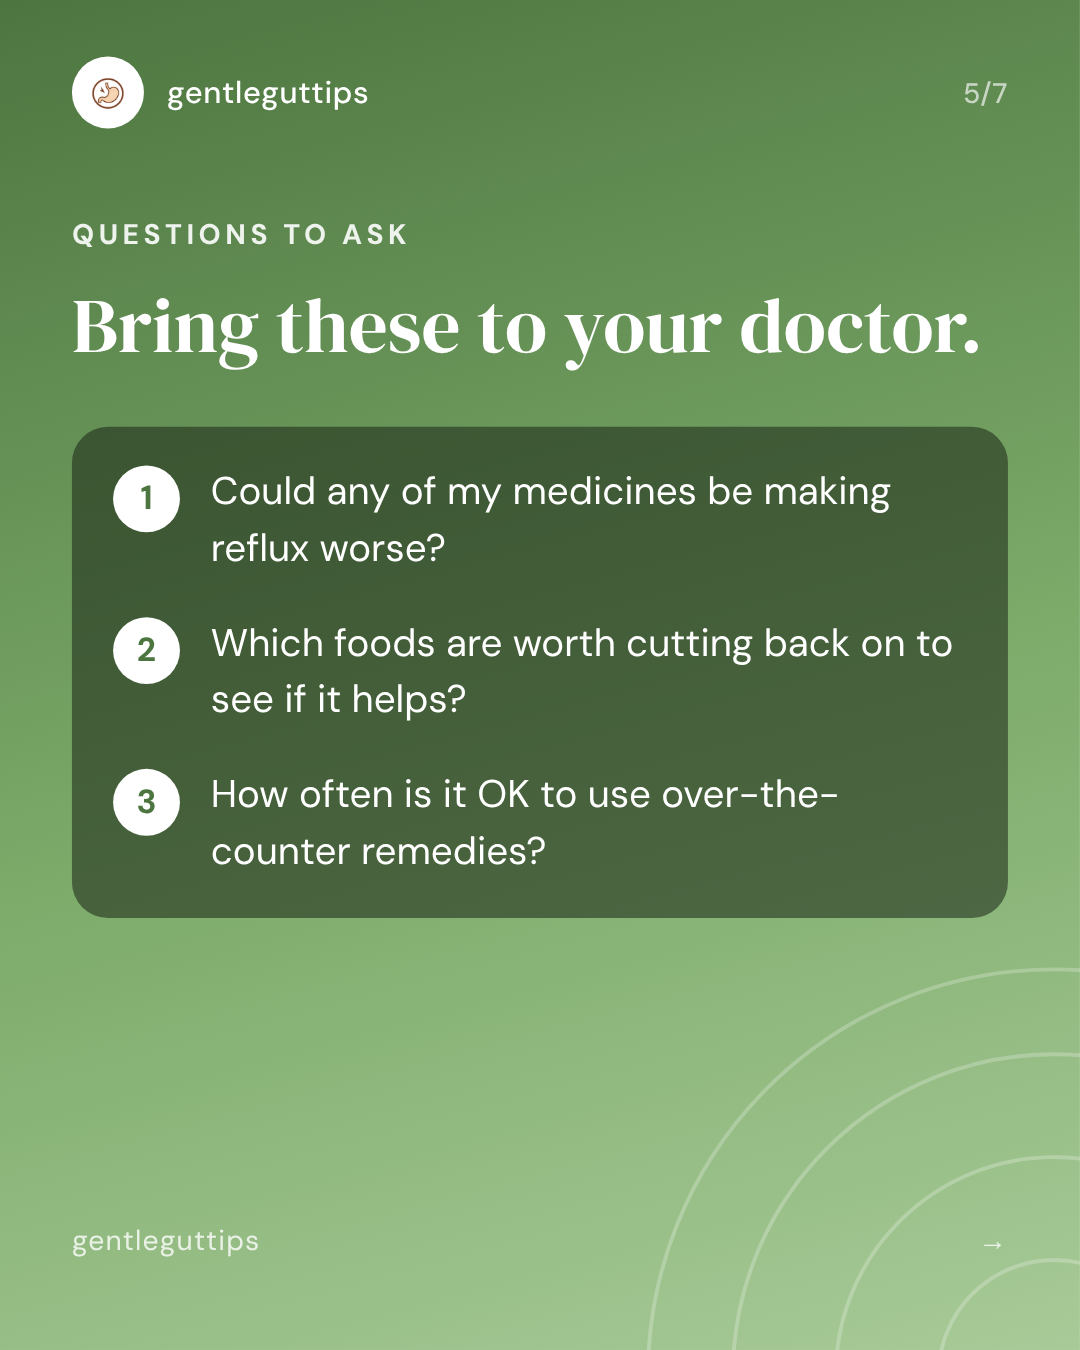 gentleguttips
5/7
QUESTIONS TO ASK
Bring these to your doctor.
1 Could any of my medicines be making
reflux worse?
2 Which foods are worth cutting back on to
see if it helps?
3 How often is it OK to use over-the-
counter remedies?
gentleguttips
→